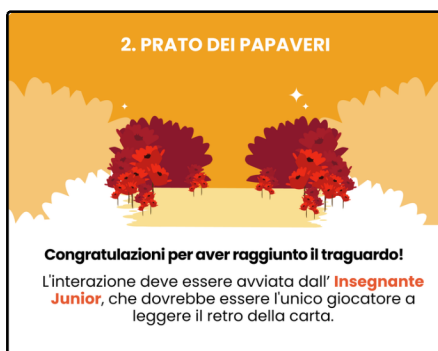 2. PRATO DEI PAPAVERI
Congratulazioni per aver raggiunto il traguardo!
L'interazione deve essere avviata dall’ Insegnante
Junior, che dovrebbe essere l'unico giocatore a
leggere il retro della carta.